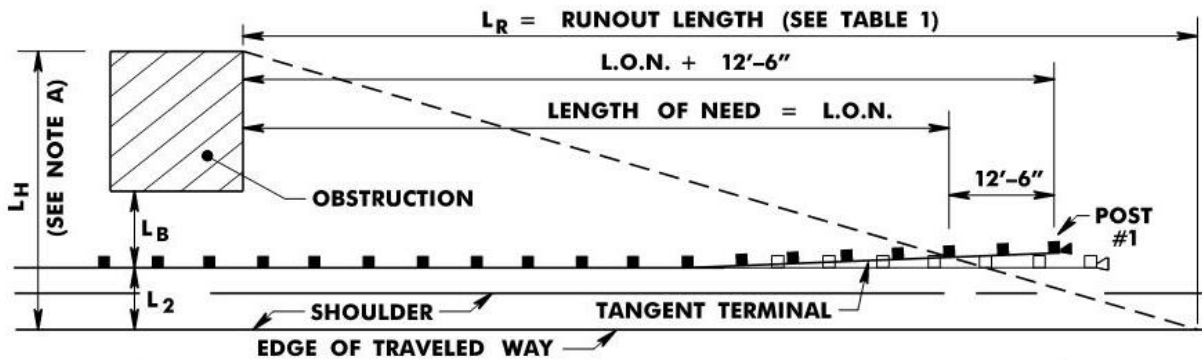 L_R = RUNOUT LENGTH (SEE TABLE 1)
L.O.N. + 12'-6"
LENGTH OF NEED = L.O.N.
L_H
(SEE NOTE A)
12'-6"
OBSTRUCTION
L_B
POST
#1
L_2
SHOULDER
TANGENT TERMINAL
EDGE OF TRAVELED WAY